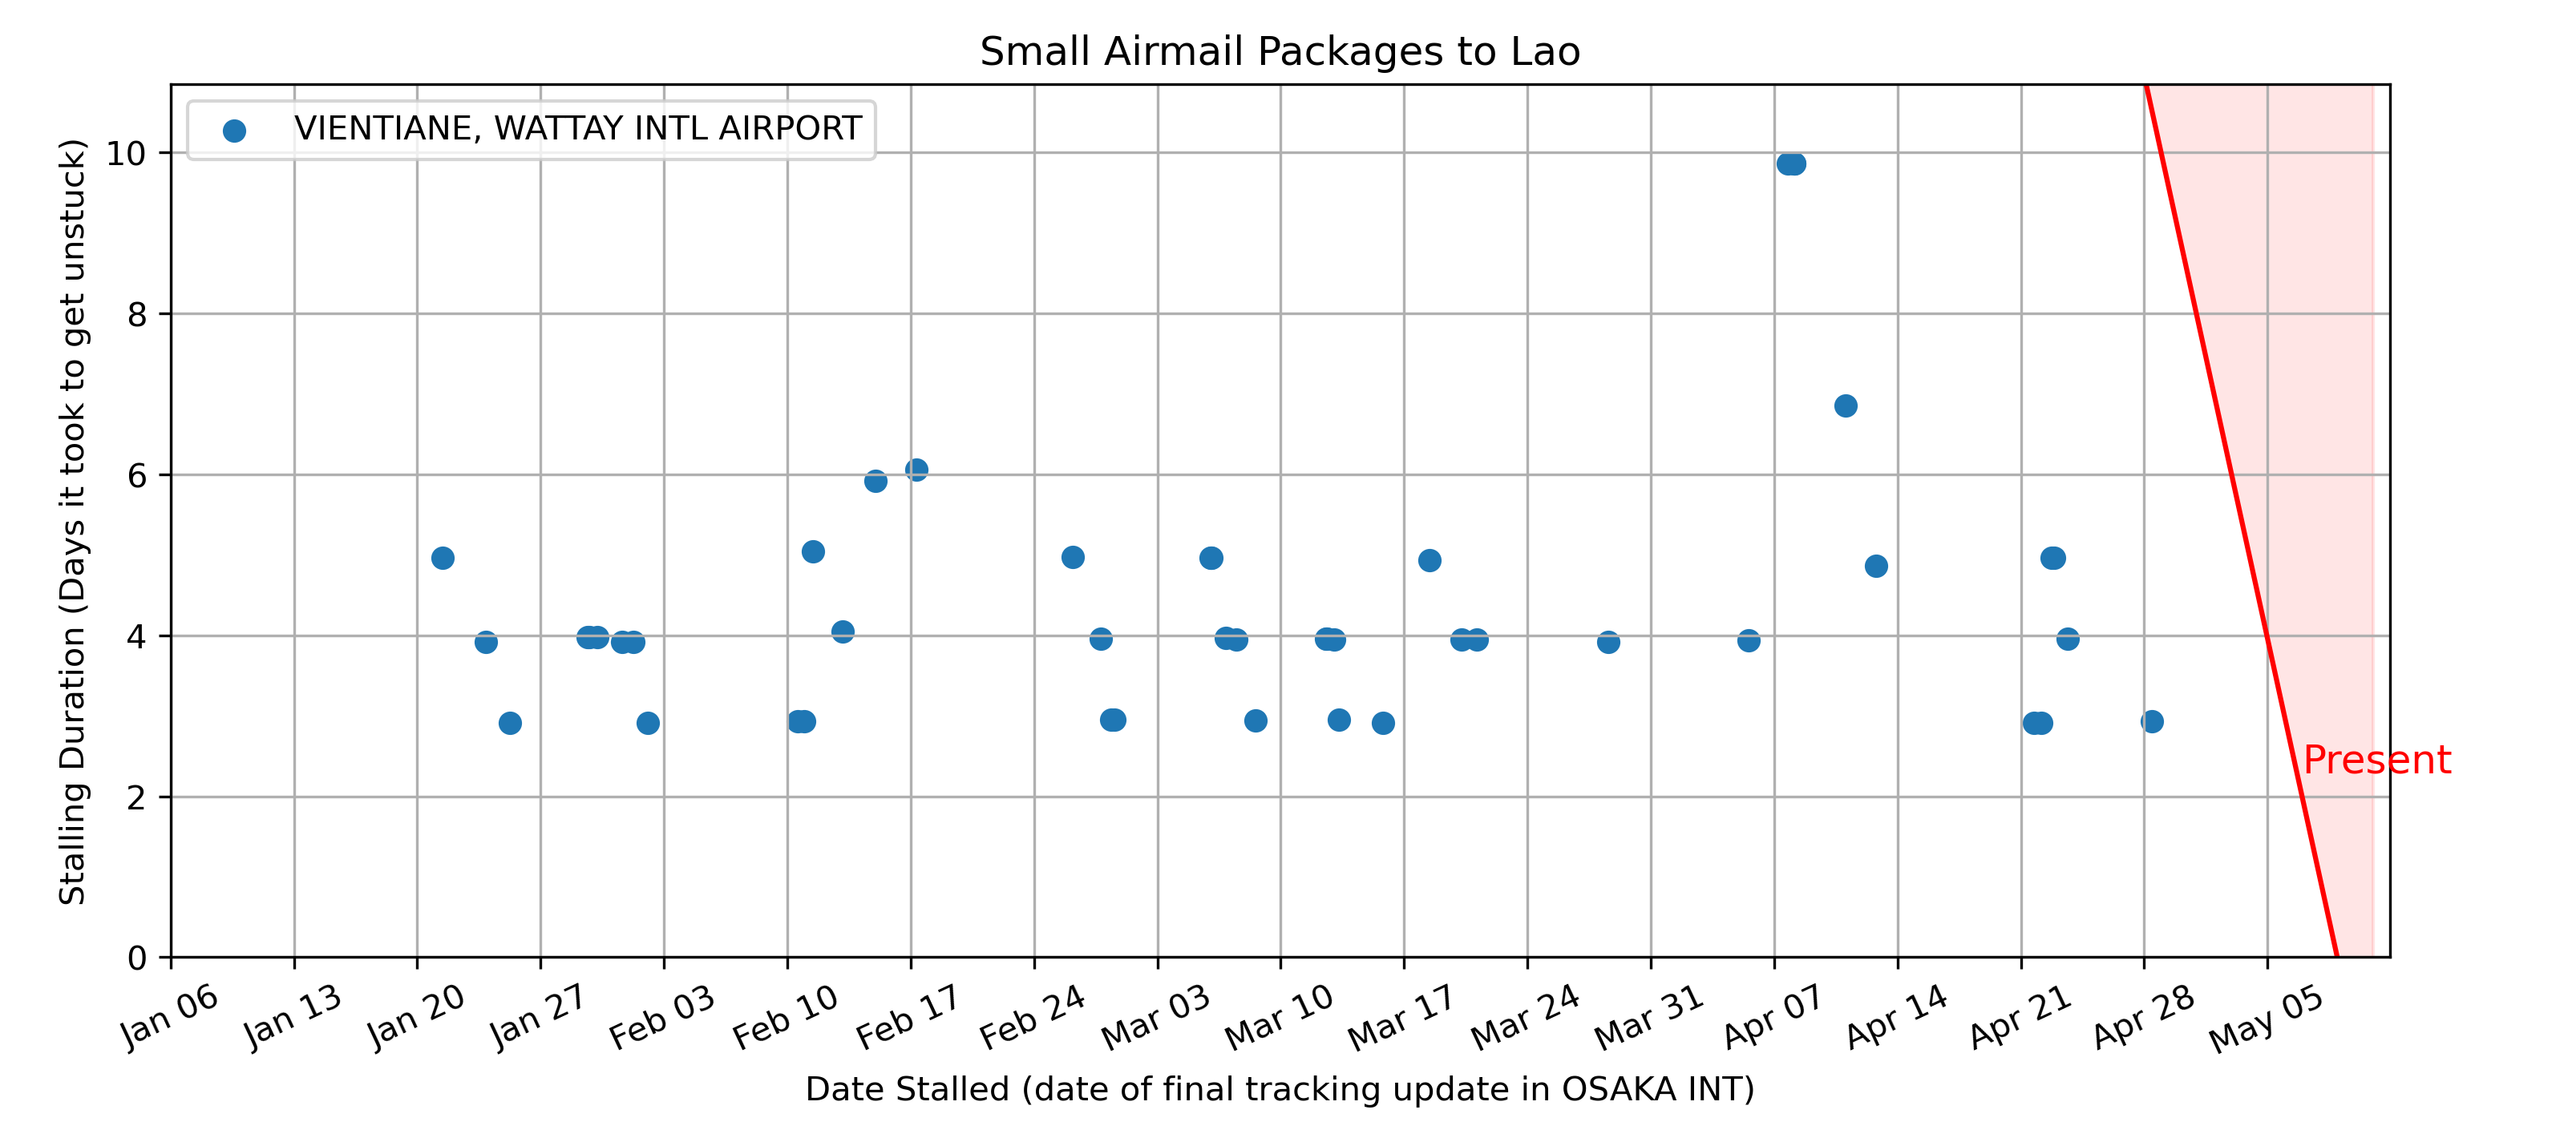 Small Airmail Packages to Lao
VIENTIANE, WATTAY INTL AIRPORT
Stalling Duration (Days it took to get unstuck)
10
8
6
4
2
0
Present
Jan 06
Jan 13
Jan 20
Jan 27
Feb 03
Feb 10
Feb 17
Feb 24
Mar 03
Mar 10
Mar 17
Mar 24
Mar 31
Apr 07
Apr 14
Apr 21
Apr 28
May 05
Date Stalled (date of final tracking update in OSAKA INT)